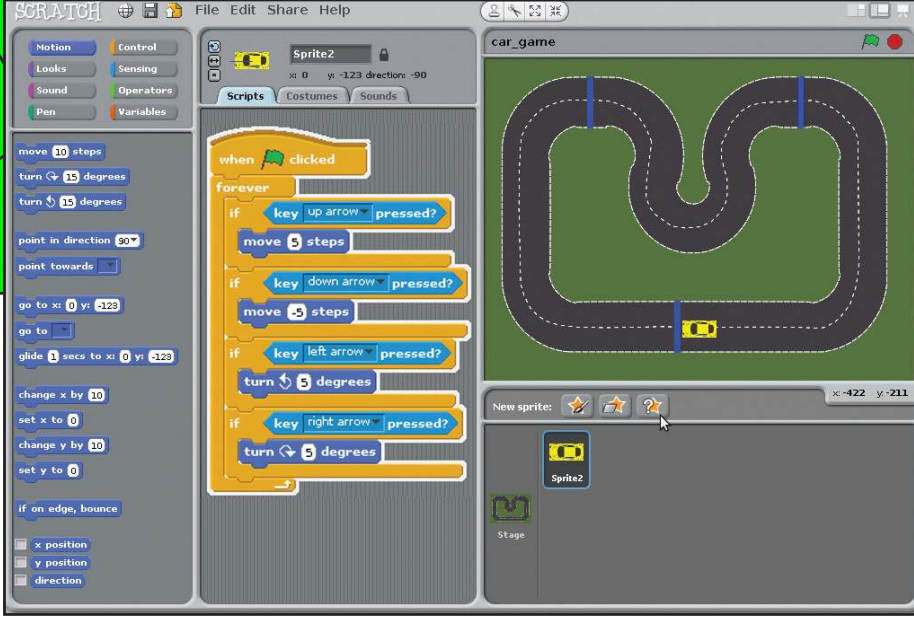 SCRATCH File Edit Share Help
Motion Control
Looks Sensing
Sound Operators
Pen Variables
move 10 steps
turn 15 degrees
turn 15 degrees
point in direction 90
point towards
go to x: 0 y: -123
go to
glide 1 secs to x: 0 y: -123
change x by 10
set x to 0
change y by 10
set y to 0
if on edge, bounce
x position
y position
direction
Sprite2
x: 0 y: -123 direction: -90
Scripts Costumes Sounds
when clicked
forever
if key up arrow pressed?
move 5 steps
if key down arrow pressed?
move -5 steps
if key left arrow pressed?
turn 5 degrees
if key right arrow pressed?
turn 5 degrees
car_game
x: -422 y: -211
New sprite:
Sprite2
Stage